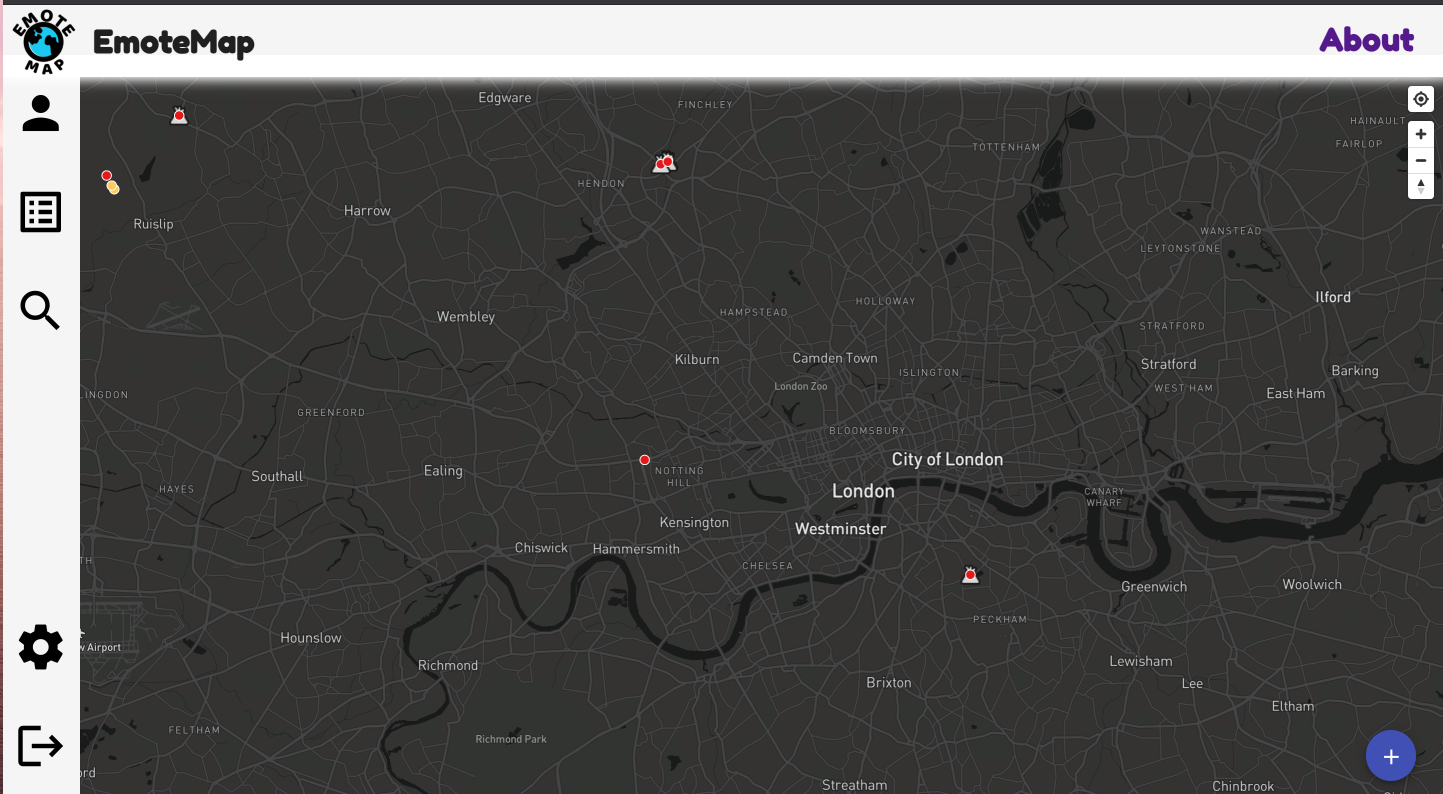 EMOTE
MAP
EmoteMap
About
Edgware
FINCHLEY
HAINAULT
FAIRLOP
TOTTENHAM
HENDON
Harrow
Ruislip
WANSTEAD
LEYTONSTONE
Ilford
HOLLOWAY
HAMPSTEAD
Wembley
STRATFORD
Kilburn
Camden Town
Stratford
ISLINGTON
Barking
London Zoo
WEST HAM
East Ham
LINGDON
GREENFORD
BLOOMSBURY
City of London
NOTTING
HILL
Ealing
Southall
HAYES
London
CANARY
WHARF
Kensington
Westminster
Chiswick
Hammersmith
TH
CHELSEA
Greenwich
Woolwich
PECKHAM
Hounslow
w Airport
Richmond
Lewisham
Brixton
Lee
Eltham
FELTHAM
Richmond Park
ord
Streatham
Chinbrook